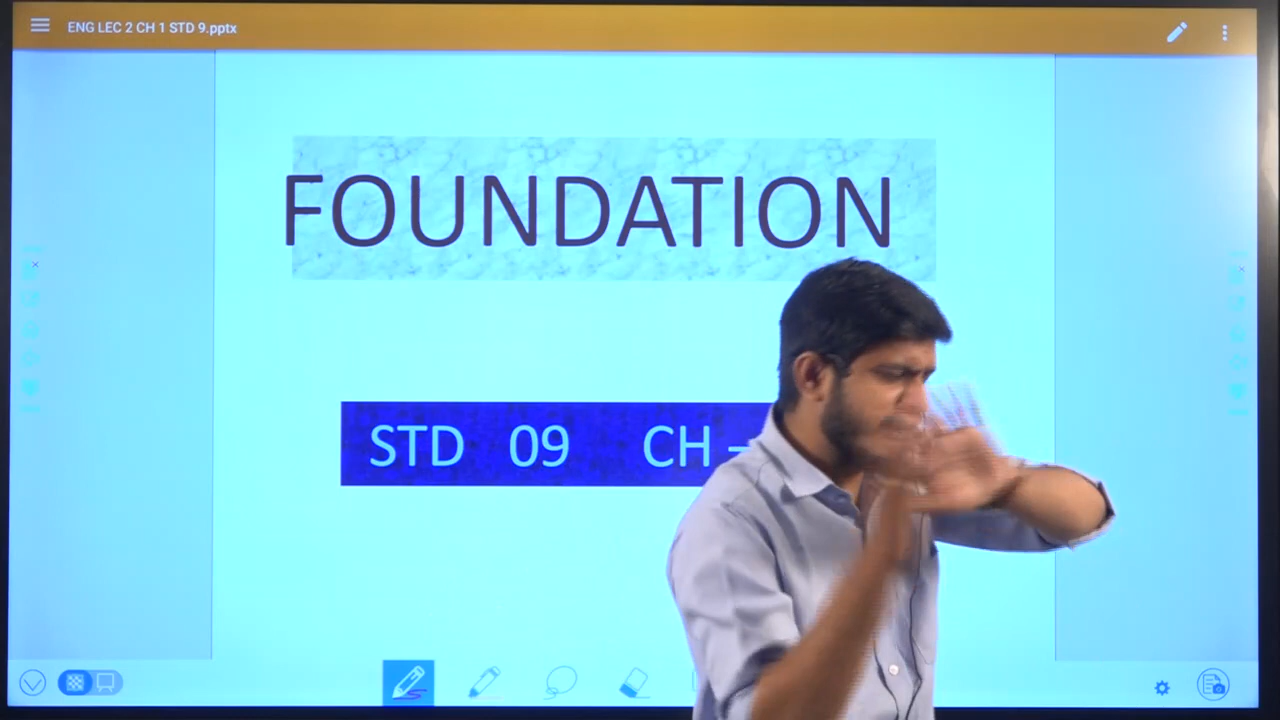 ENG LEC 2 CH 1 STD 9.pptx
FOUNDATION
STD 09 CH –